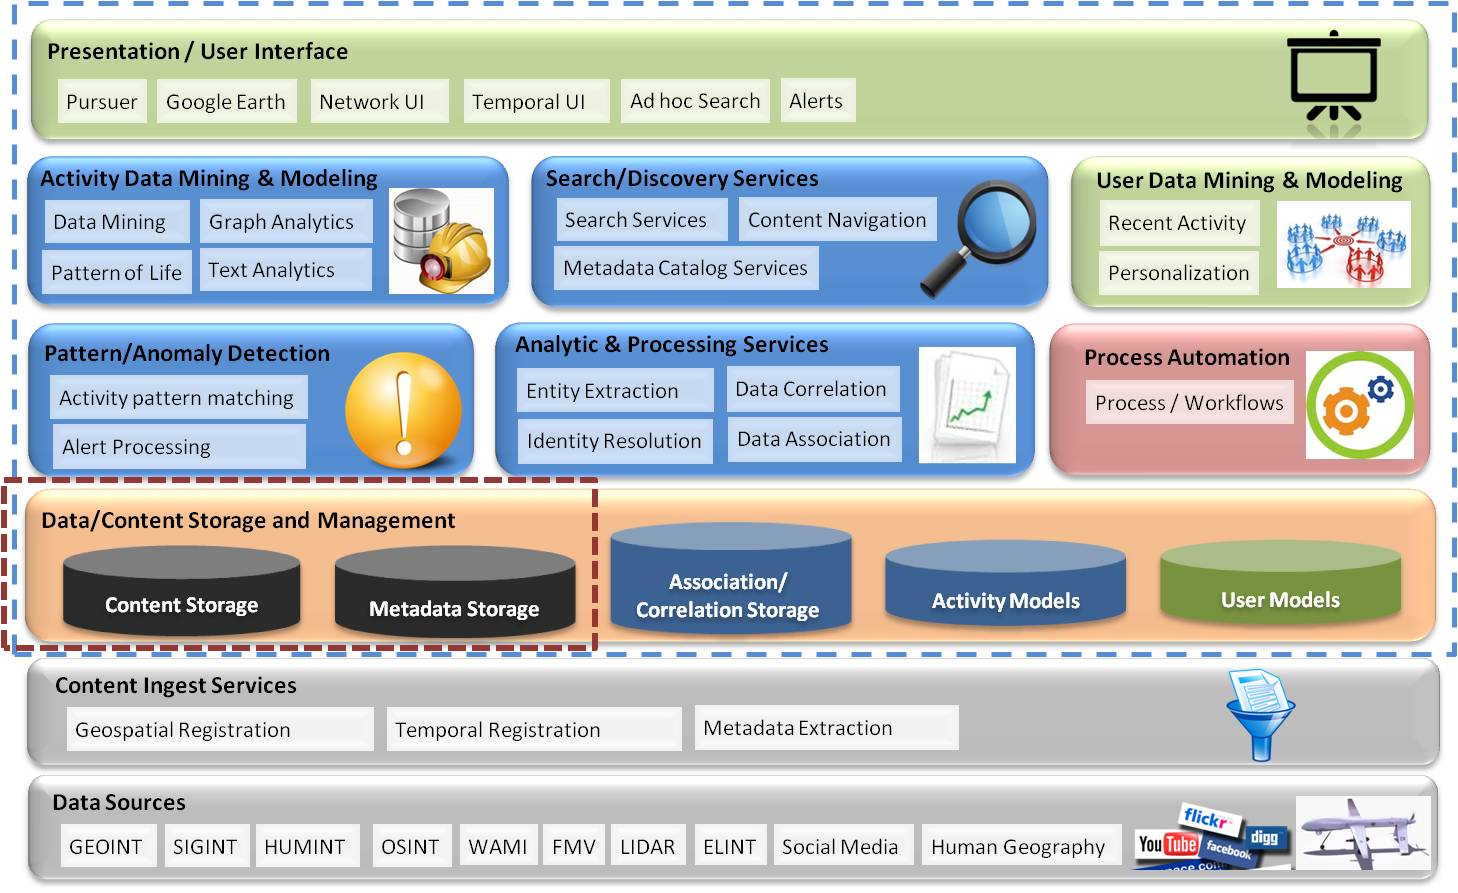 Presentation / User Interface
Pursuer
Google Earth
Network UI
Temporal UI
Ad hoc Search
Alerts
Activity Data Mining & Modeling
Data Mining
Graph Analytics
Pattern of Life
Text Analytics
Search/Discovery Services
Search Services
Content Navigation
Metadata Catalog Services
User Data Mining & Modeling
Recent Activity
Personalization
Pattern/Anomaly Detection
Activity pattern matching
Alert Processing
Analytic & Processing Services
Entity Extraction
Data Correlation
Identity Resolution
Data Association
Process Automation
Process / Workflows
Data/Content Storage and Management
Content Storage
Metadata Storage
Association/
Correlation Storage
Activity Models
User Models
Content Ingest Services
Geospatial Registration
Temporal Registration
Metadata Extraction
Data Sources
GEOINT
SIGINT
HUMINT
OSINT
WAMI
FMV
LIDAR
ELINT
Social Media
Human Geography
flickr
YouTube
facebook
digg